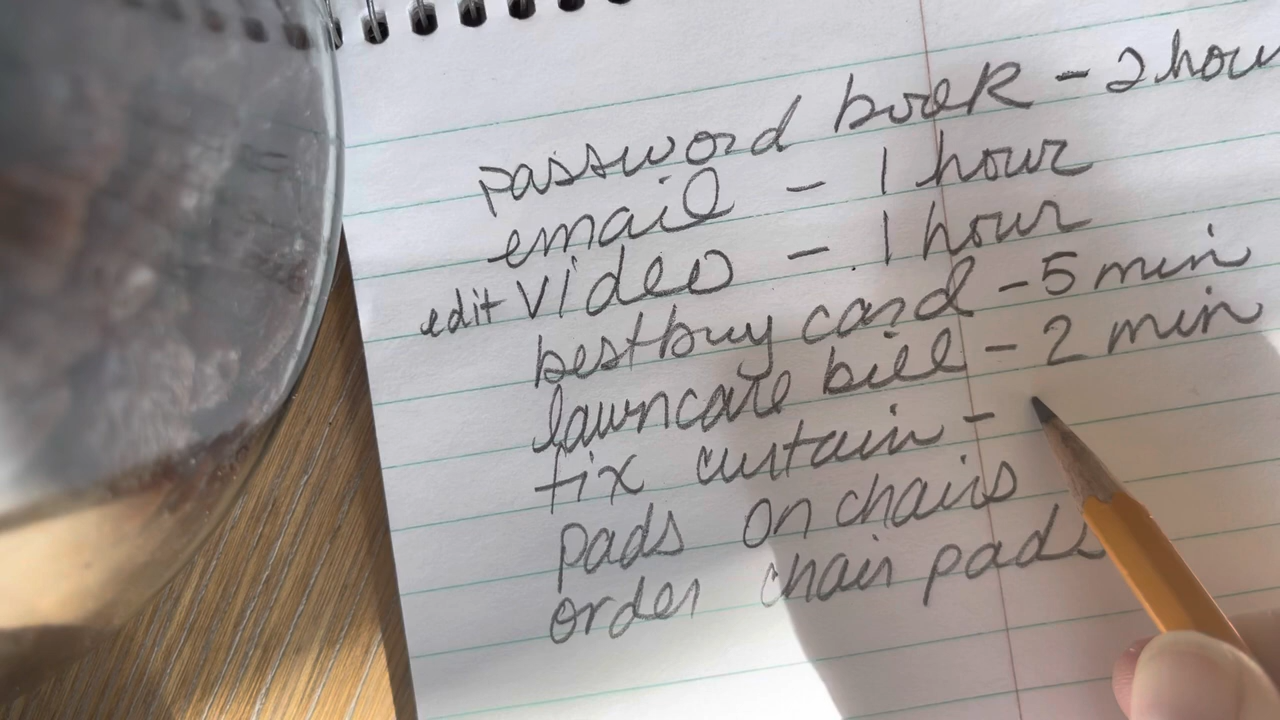 password book - 2 hou
email - 1 hour
edit video - 1 hour
bestbuy card - 5 min
lawncare bill - 2 min
fix curtain -
pads on chairs
order chair pads